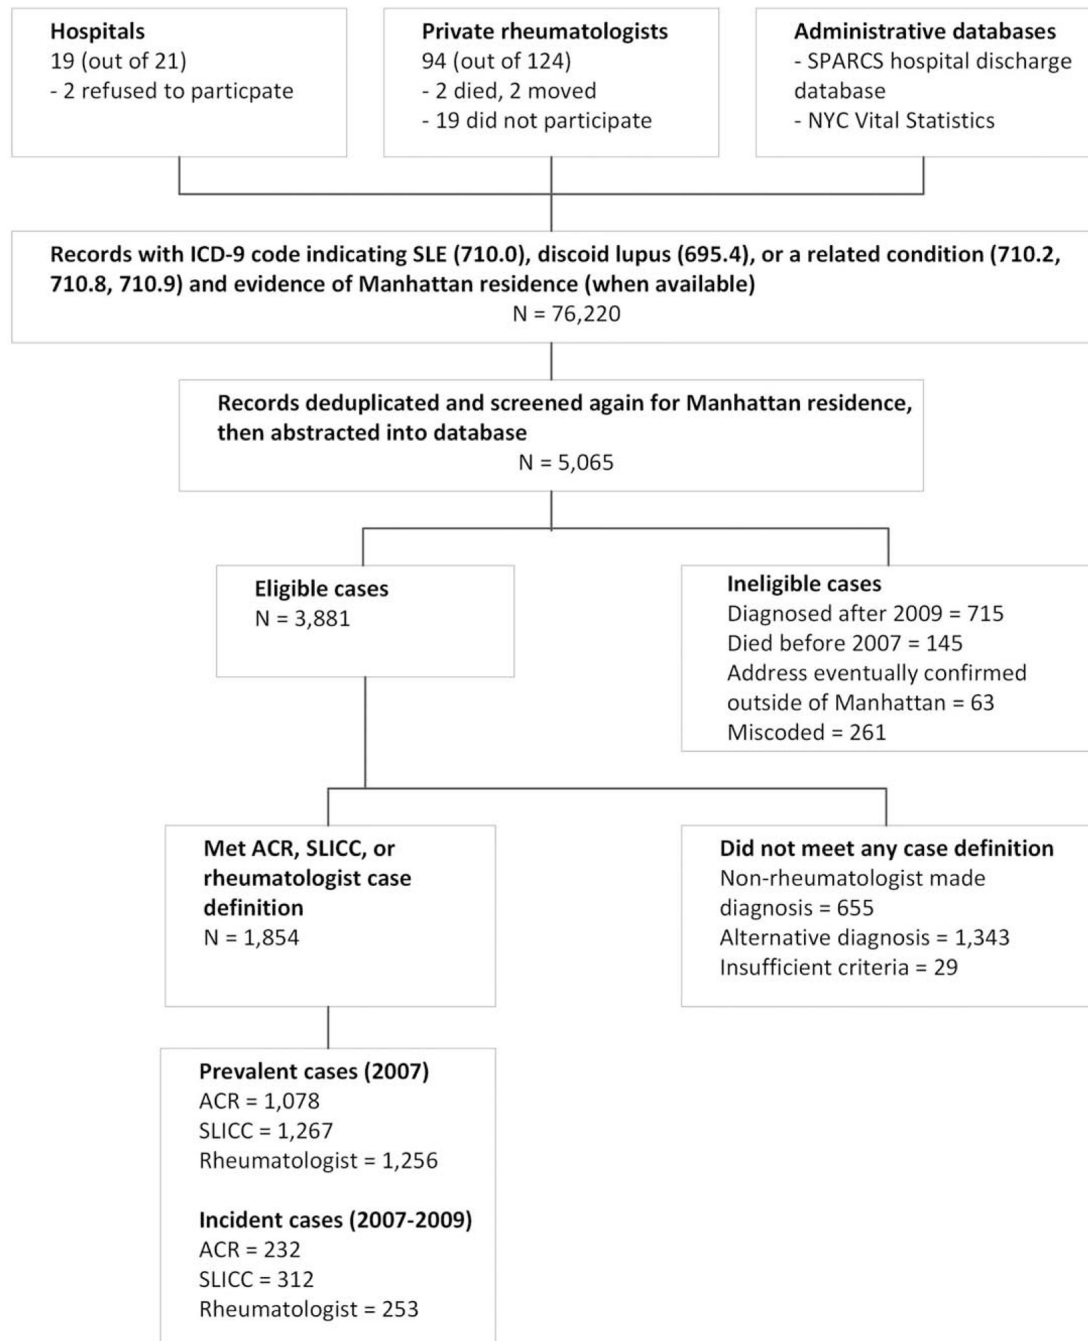 Hospitals
19 (out of 21)
- 2 refused to particpate
Private rheumatologists
94 (out of 124)
- 2 died, 2 moved
- 19 did not participate
Administrative databases
- SPARCS hospital discharge
database
- NYC Vital Statistics
Records with ICD-9 code indicating SLE (710.0), discoid lupus (695.4), or a related condition (710.2,
710.8, 710.9) and evidence of Manhattan residence (when available)
N = 76,220
Records deduplicated and screened again for Manhattan residence,
then abstracted into database
N = 5,065
Eligible cases
N = 3,881
Ineligible cases
Diagnosed after 2009 = 715
Died before 2007 = 145
Address eventually confirmed
outside of Manhattan = 63
Miscoded = 261
Met ACR, SLICC, or
rheumatologist case
definition
N = 1,854
Did not meet any case definition
Non-rheumatologist made
diagnosis = 655
Alternative diagnosis = 1,343
Insufficient criteria = 29
Prevalent cases (2007)
ACR = 1,078
SLICC = 1,267
Rheumatologist = 1,256
Incident cases (2007-2009)
ACR = 232
SLICC = 312
Rheumatologist = 253